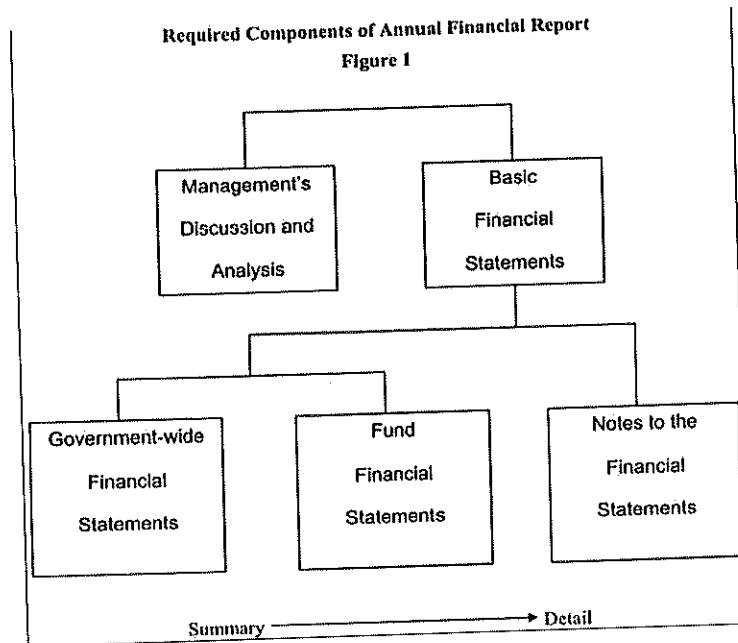 Required Components of Annual Financial Report
Figure 1
Management's
Discussion and
Analysis
Basic
Financial
Statements
Government-wide
Financial
Statements
Fund
Financial
Statements
Notes to the
Financial
Statements
Summary
Detail